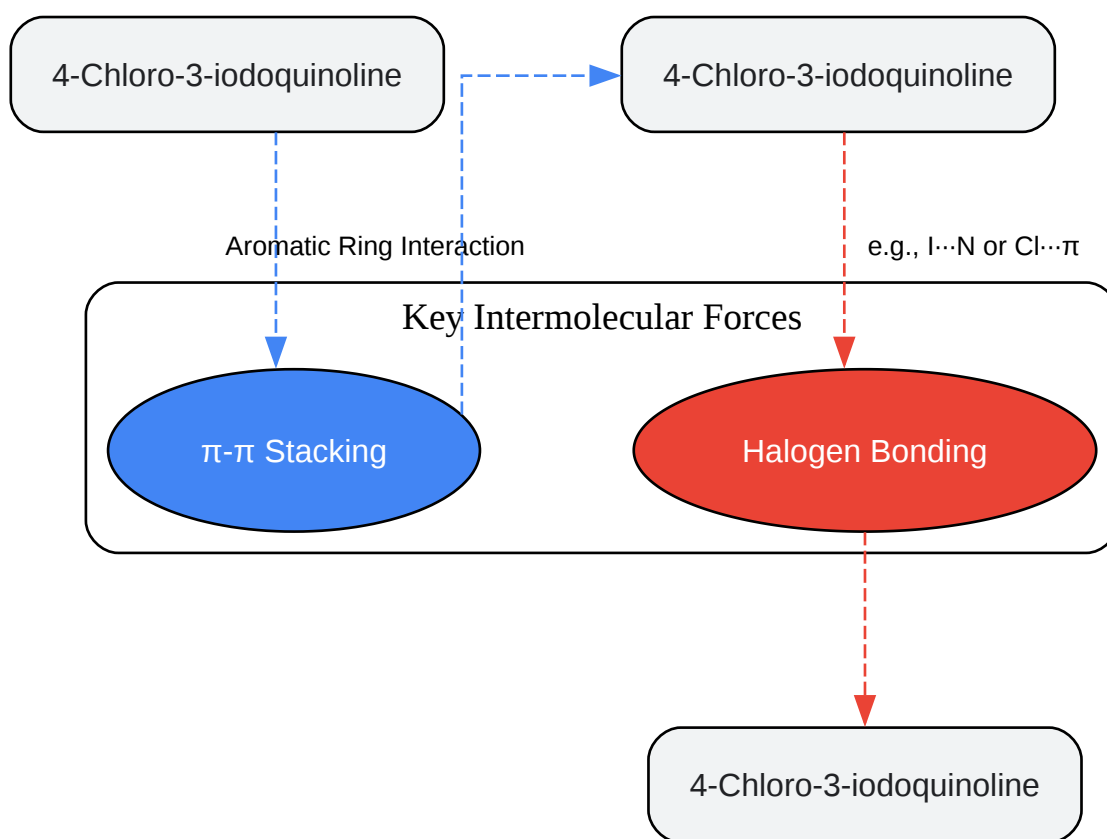 4-Chloro-3-iodoquinoline
4-Chloro-3-iodoquinoline
Aromatic Ring Interaction
e.g., I···N or Cl···π
Key Intermolecular Forces
π-π Stacking
Halogen Bonding
4-Chloro-3-iodoquinoline